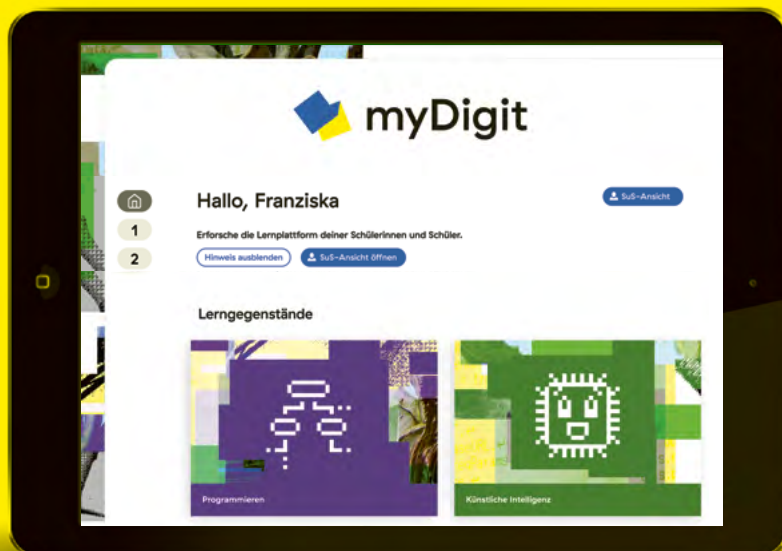 myDigit
Hallo, Franziska
SuS-Ansicht
1
Erforsche die Lernplattform deiner Schülerinnen und Schüler.
2
Hinweis ausblenden
SuS-Ansicht öffnen
Lerngegenstände
Programmieren
Künstliche Intelligenz